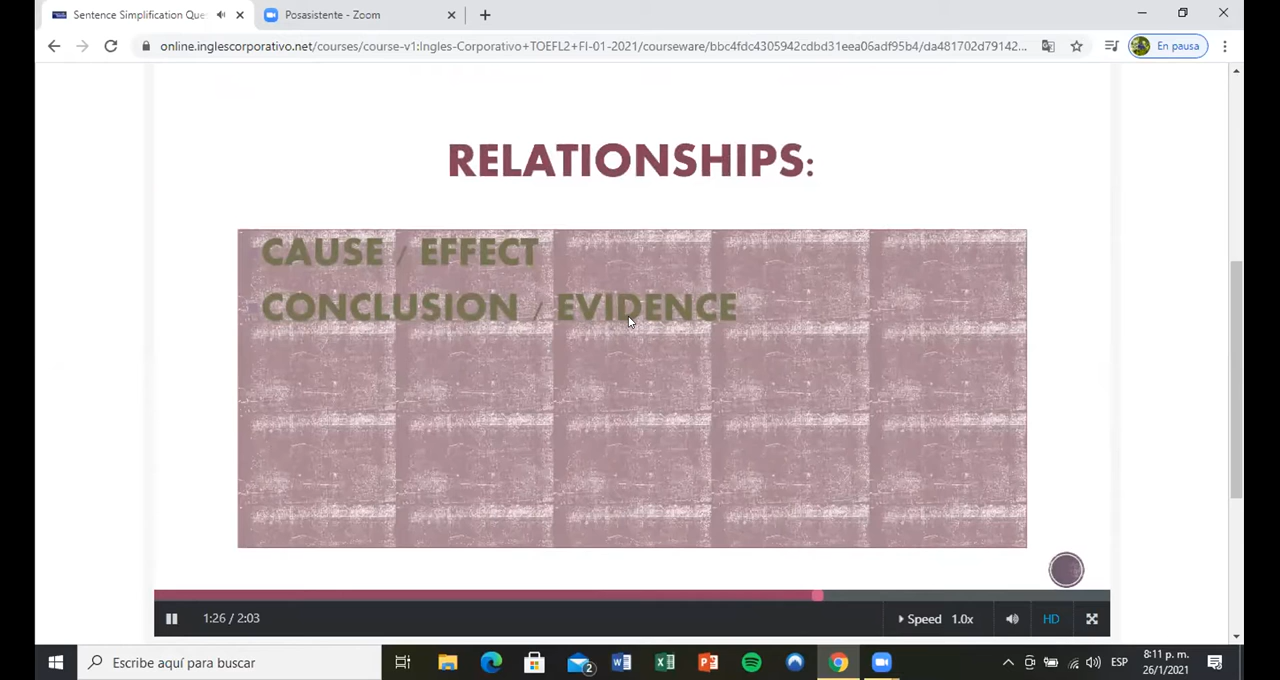 Sentence Simplification Que
Posasistente - Zoom
online.inglescorporativo.net/courses/course-v1:Ingles-Corporativo+TOEFL2+FI-01-2021/courseware/bbc4fdc4305942cdbd31eea06adf95b4/da481702d79142...
En pausa
RELATIONSHIPS:
CAUSE / EFFECT
CONCLUSION / EVIDENCE
1:26 / 2:03
Speed 1.0x
HD
Escribe aquí para buscar
2
ESP
8:11 p. m.
26/1/2021